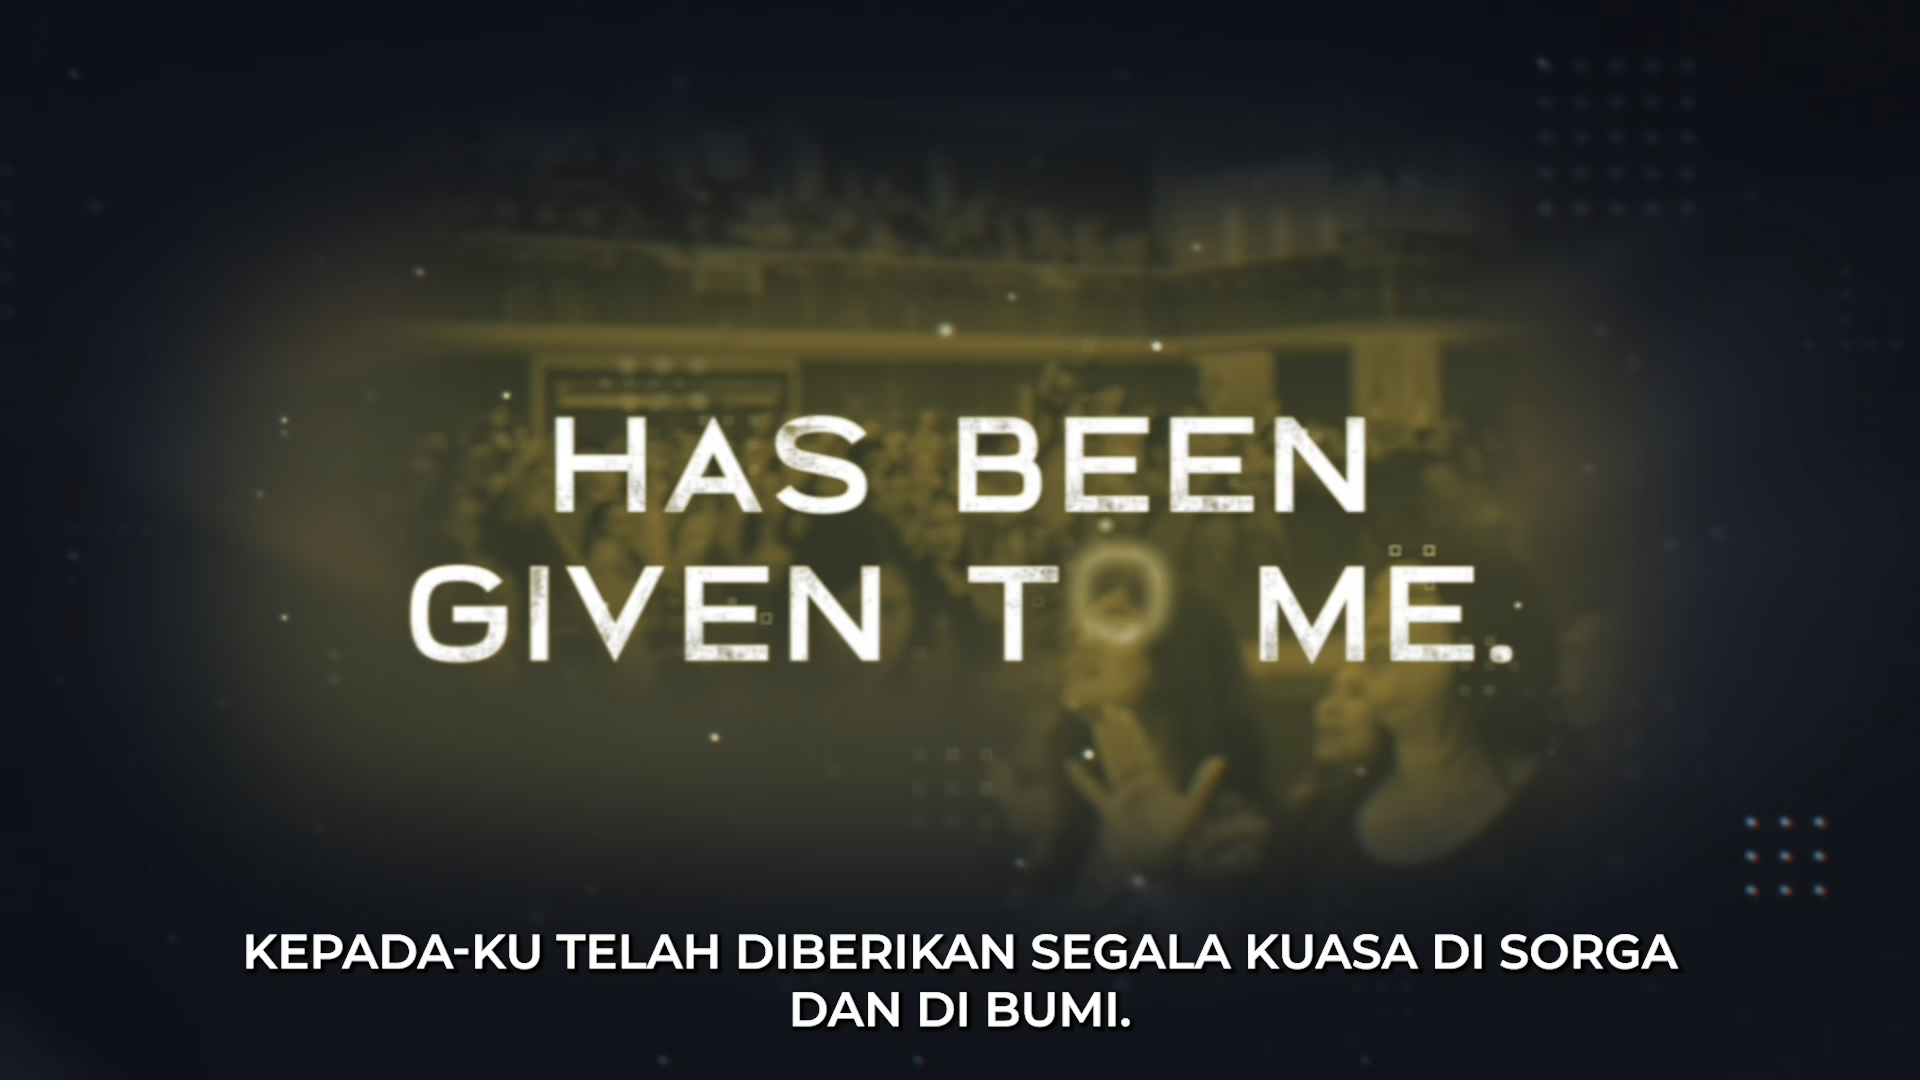 HAS BEEN
GIVEN TO ME.
KEPADA-KU TELAH DIBERIKAN SEGALA KUASA DI SORGA
DAN DI BUMI.